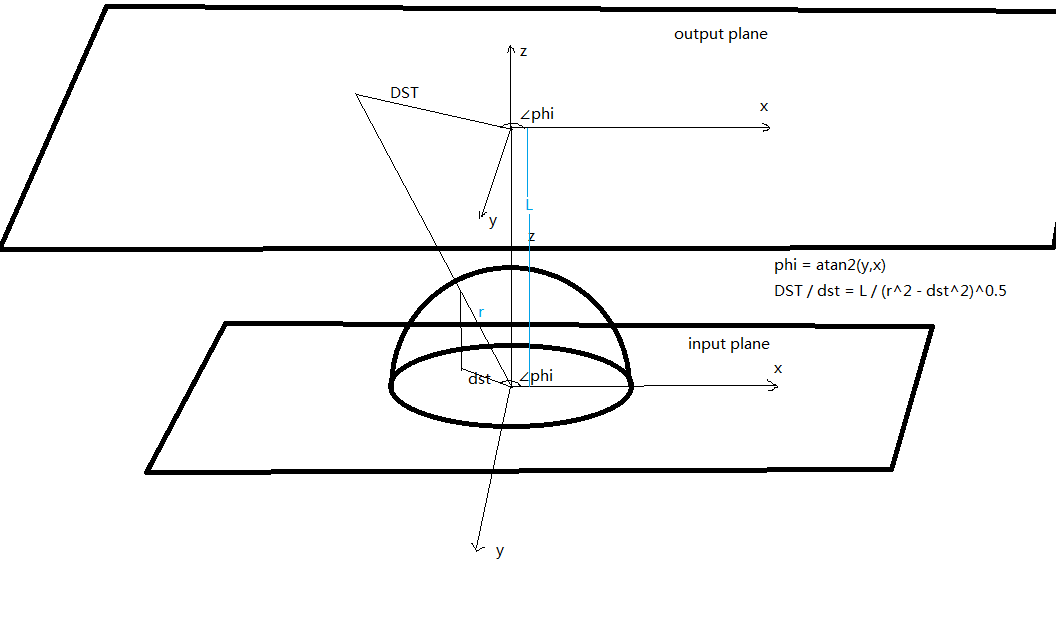 output plane
z
DST
∠phi
x
L
y
z
phi = atan2(y,x)
DST / dst = L / (r^2 - dst^2)^0.5
r
input plane
x
dst
∠phi
y